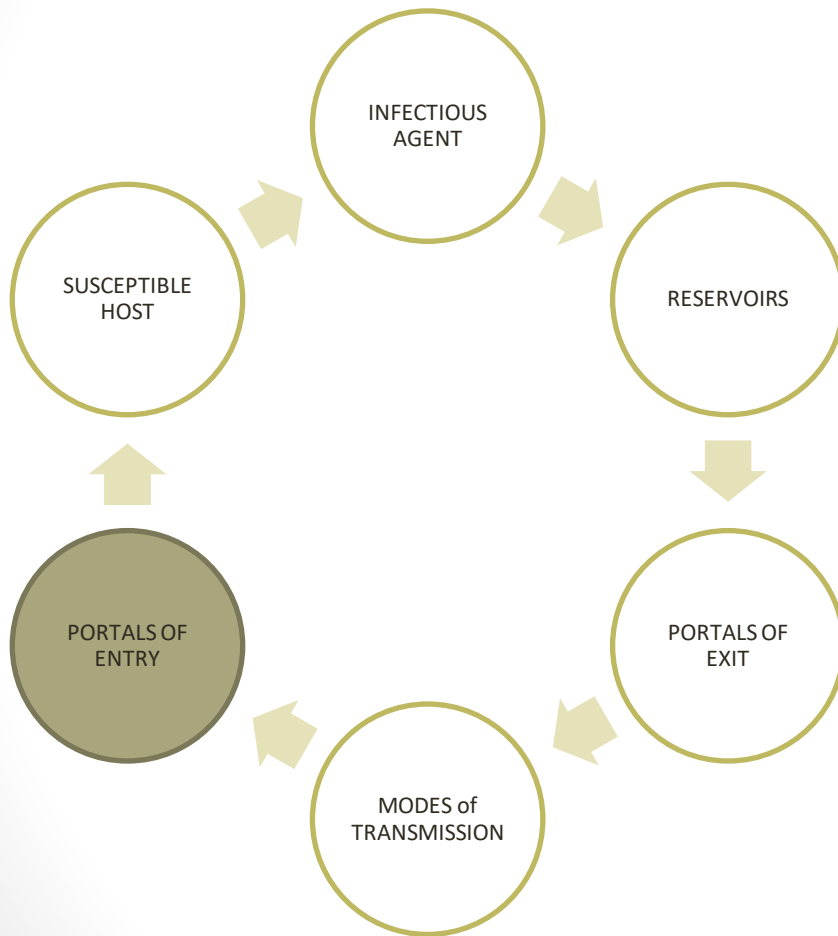 INFECTIOUS
AGENT
RESERVOIRS
PORTALS OF
EXIT
MODES of
TRANSMISSION
PORTALS OF
ENTRY
SUSCEPTIBLE
HOST